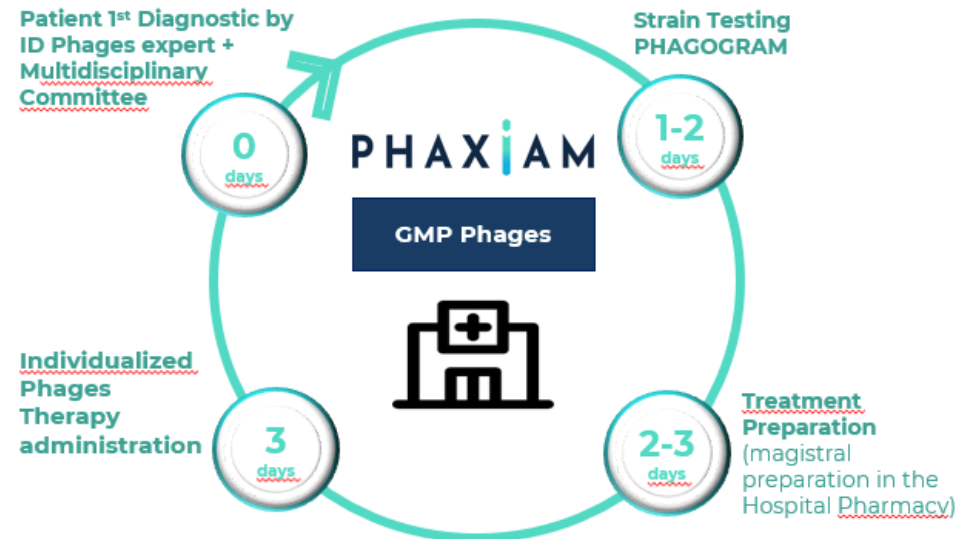 Patient 1st Diagnostic by
ID Phages expert +
Multidisciplinary
Committee
0
days
Strain Testing
PHAGOGRAM
1-2
days
PHAXiAM
GMP Phages
Individualized
Phages
Therapy
administration
3
days
2-3
days
Treatment
Preparation
(magistral
preparation in the
Hospital Pharmacy)